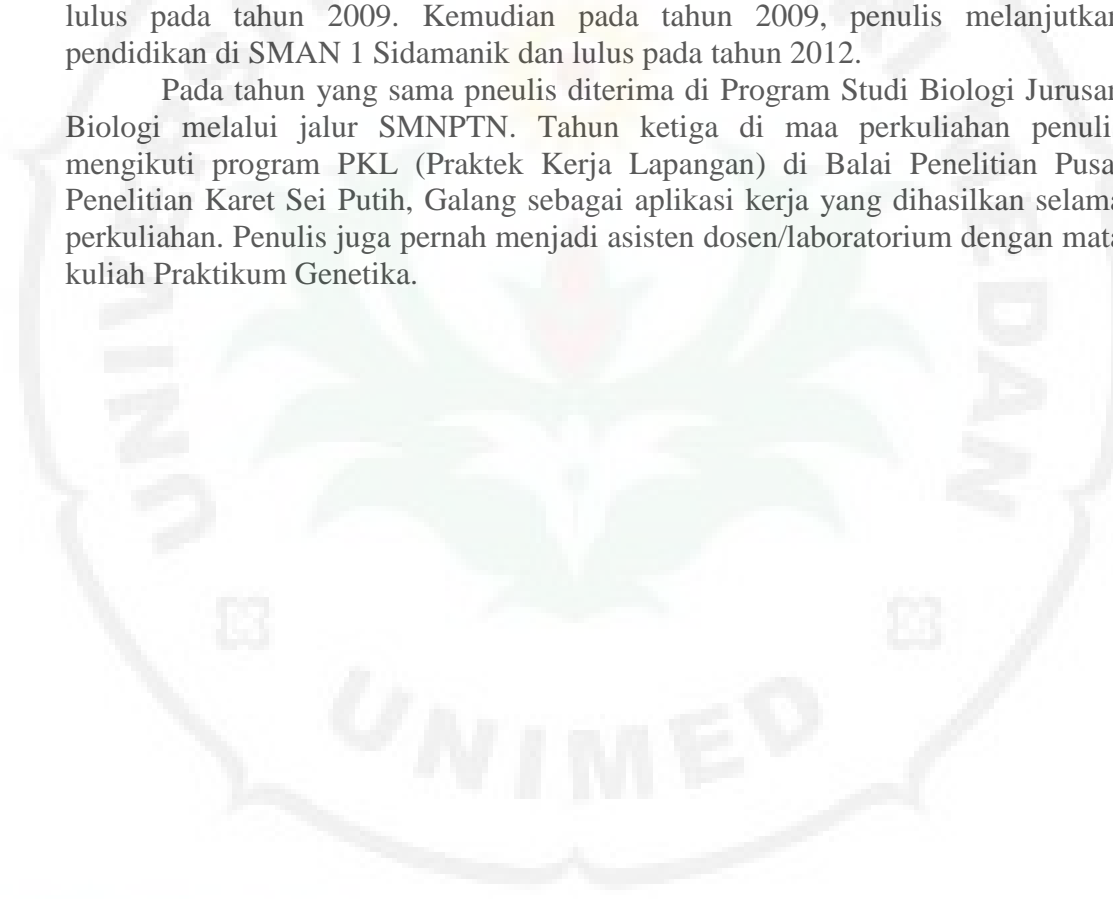 lulus pada tahun 2009. Kemudian pada tahun 2009, penulis melanjutkan
pendidikan di SMAN 1 Sidamanik dan lulus pada tahun 2012.
Pada tahun yang sama pneulis diterima di Program Studi Biologi Jurusan
Biologi melalui jalur SMNPTN. Tahun ketiga di maa perkuliahan penuli
mengikuti program PKL (Praktek Kerja Lapangan) di Balai Penelitian Pusa
Penelitian Karet Sei Putih, Galang sebagai aplikasi kerja yang dihasilkan selama
perkuliahan. Penulis juga pernah menjadi asisten dosen/laboratorium dengan mata
kuliah Praktikum Genetika.
UNIMED